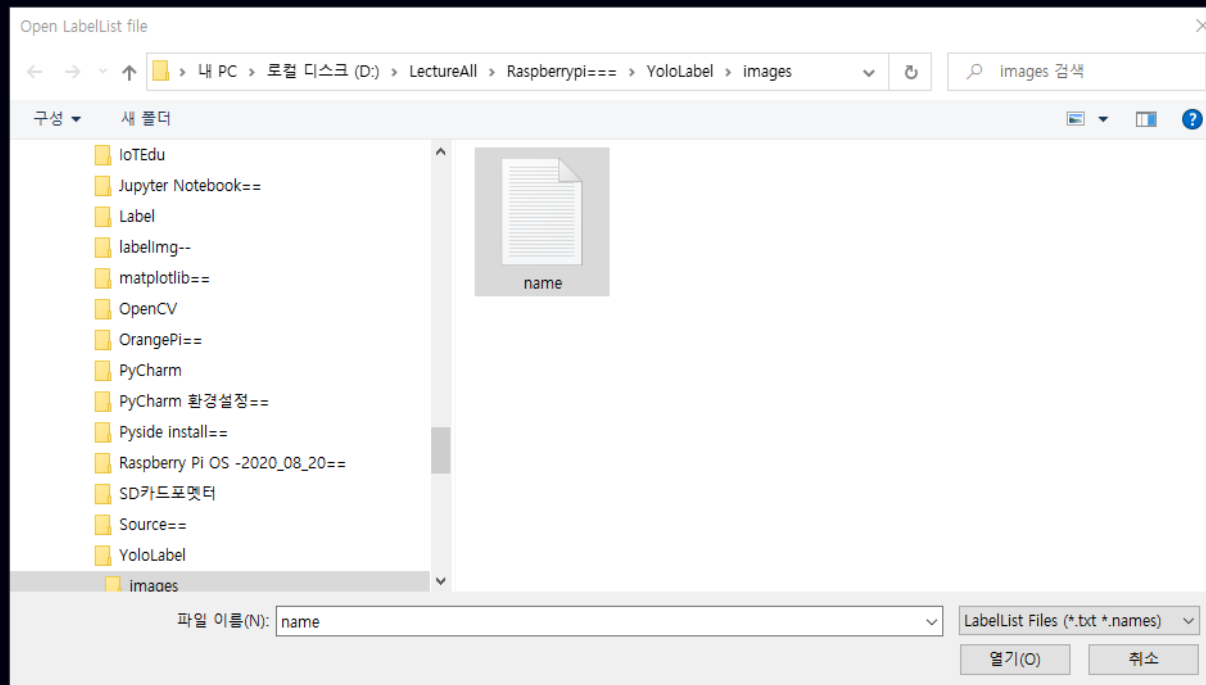 Open LabelList file
내 PC > 로컬 디스크 (D:) > LectureAll > Raspberrypi=== > YoloLabel > images
images 검색
구성
새 폴더
IoTEdu
Jupyter Notebook==
Label
labelImg--
matplotlib==
OpenCV
OrangePi==
PyCharm
PyCharm 환경설정==
Pyside install==
Raspberry Pi OS -2020_08_20==
SD카드포멧터
Source==
YoloLabel
images
name
파일 이름(N):
name
LabelList Files (*.txt *.names)
열기(O)
취소